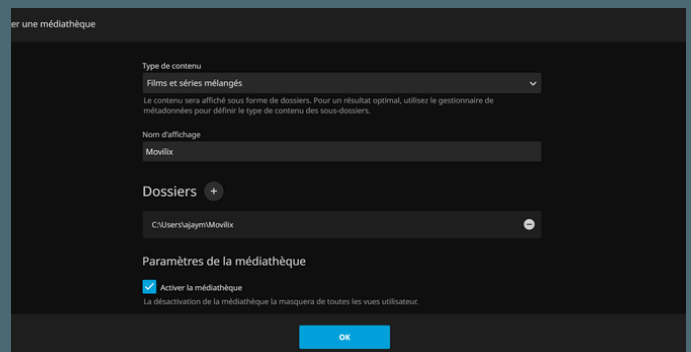 er une médiathèque
Type de contenu
Films et séries mélangés
Le contenu sera affiché sous forme de dossiers. Pour un résultat optimal, utilisez le gestionnaire de
métadonnées pour définir le type de contenu des sous-dossiers.
Nom d'affichage
Movilix
Dossiers +
C:\Users\ajaym\Movilix
Paramètres de la médiathèque
Activer la médiathèque
La désactivation de la médiathèque la masquera de toutes les vues utilisateur.
OK